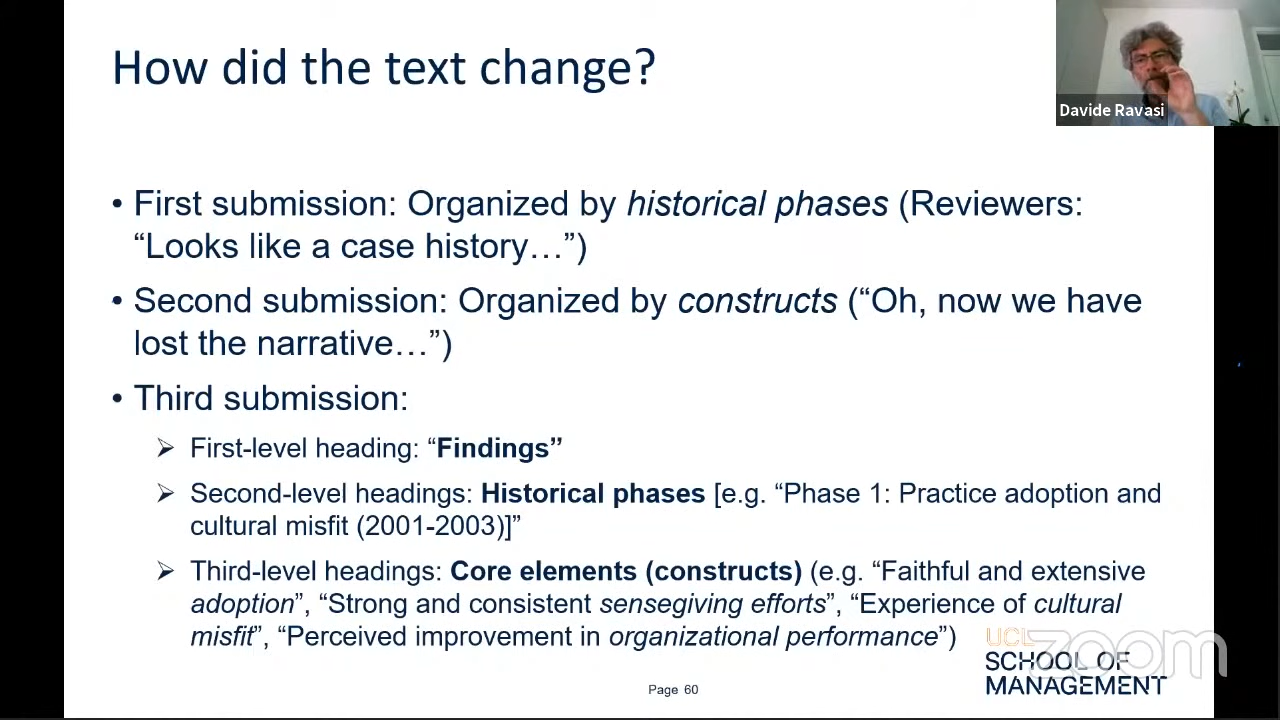 How did the text change?
Davide Ravasi
• First submission: Organized by historical phases (Reviewers:
“Looks like a case history…”)
• Second submission: Organized by constructs (“Oh, now we have
lost the narrative…”)
• Third submission:
➢ First-level heading: “Findings”
➢ Second-level headings: Historical phases [e.g. “Phase 1: Practice adoption and
cultural misfit (2001-2003)]”
➢ Third-level headings: Core elements (constructs) (e.g. “Faithful and extensive
adoption”, “Strong and consistent sensegiving efforts”, “Experience of cultural
misfit”, “Perceived improvement in organizational performance”)
UCL
SCHOOL OF
MANAGEMENT
zoom
Page 60